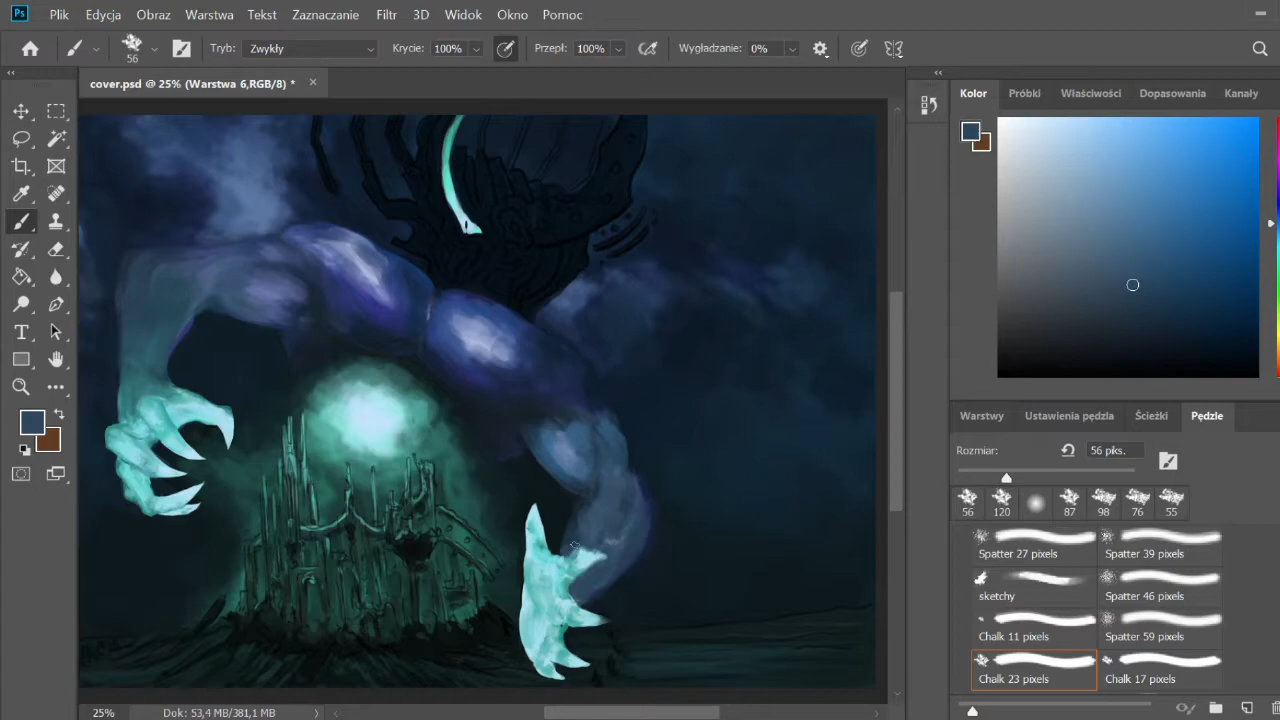 Ps Plik Edycja Obraz Warstwa Tekst Zaznaczanie Filtr 3D Widok Okno Pomoc
56 Tryb: Zwykły Krycie: 100% Przepł: 100% Wygładzanie: 0%
cover.psd @ 25% (Warstwa 6,RGB/8) *
Kolor Próbki Właściwości Dopasowania Kanały
Warstwy Ustawienia pędzla Ścieżki Pędzle
Rozmiar: 56 piks.
56 120 87 98 76 55
Spatter 27 pixels Spatter 39 pixels
sketchy Spatter 46 pixels
Chalk 11 pixels Spatter 59 pixels
Chalk 23 pixels Chalk 17 pixels
25% Dok: 53,4 MB/381,1 MB